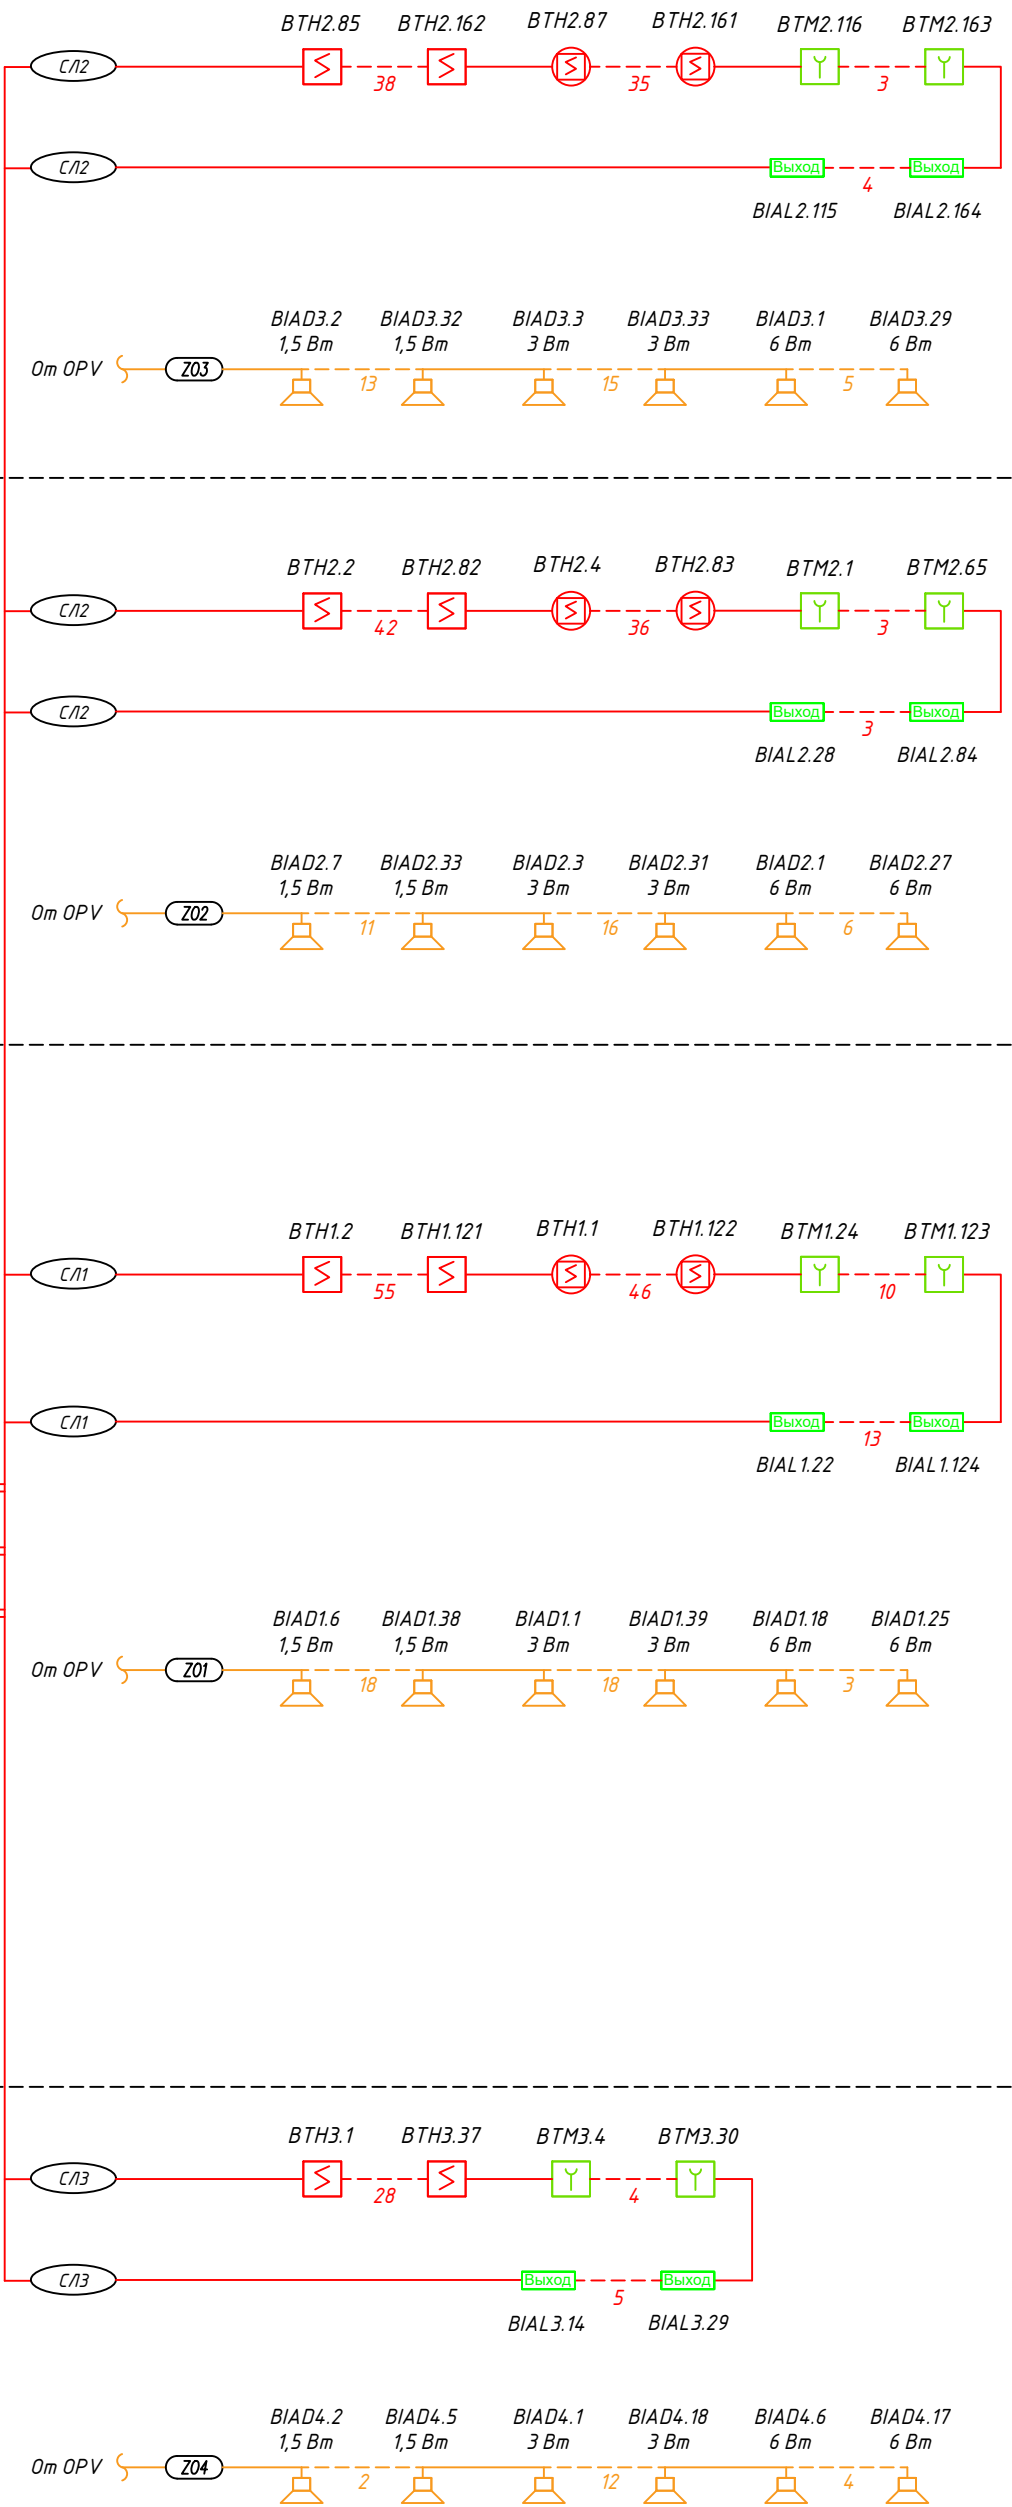 BTH2.85 BTH2.162 BTH2.87 BTH2.161 BTM2.116 BTM2.163
СЛ2
38 35 3
СЛ2 Выход Выход
4
BIAL2.115 BIAL2.164
BIAD3.2 BIAD3.32 BIAD3.3 BIAD3.33 BIAD3.1 BIAD3.29
1,5 Вт 1,5 Вт 3 Вт 3 Вт 6 Вт 6 Вт
От OPV Z03
13 15 5
BTH2.2 BTH2.82 BTH2.4 BTH2.83 BTM2.1 BTM2.65
СЛ2
42 36 3
СЛ2 Выход Выход
3
BIAL2.28 BIAL2.84
BIAD2.7 BIAD2.33 BIAD2.3 BIAD2.31 BIAD2.1 BIAD2.27
1,5 Вт 1,5 Вт 3 Вт 3 Вт 6 Вт 6 Вт
От OPV Z02
11 16 6
BTH1.2 BTH1.121 BTH1.1 BTH1.122 BTM1.24 BTM1.123
СЛ1
55 46 10
СЛ1 Выход Выход
13
BIAL1.22 BIAL1.124
BIAD1.6 BIAD1.38 BIAD1.1 BIAD1.39 BIAD1.18 BIAD1.25
1,5 Вт 1,5 Вт 3 Вт 3 Вт 6 Вт 6 Вт
От OPV Z01
18 18 3
BTH3.1 BTH3.37 BTM3.4 BTM3.30
СЛ3
28 4
СЛ3 Выход Выход
5
BIAL3.14 BIAL3.29
BIAD4.2 BIAD4.5 BIAD4.1 BIAD4.18 BIAD4.6 BIAD4.17
1,5 Вт 1,5 Вт 3 Вт 3 Вт 6 Вт 6 Вт
От OPV Z04
2 12 4